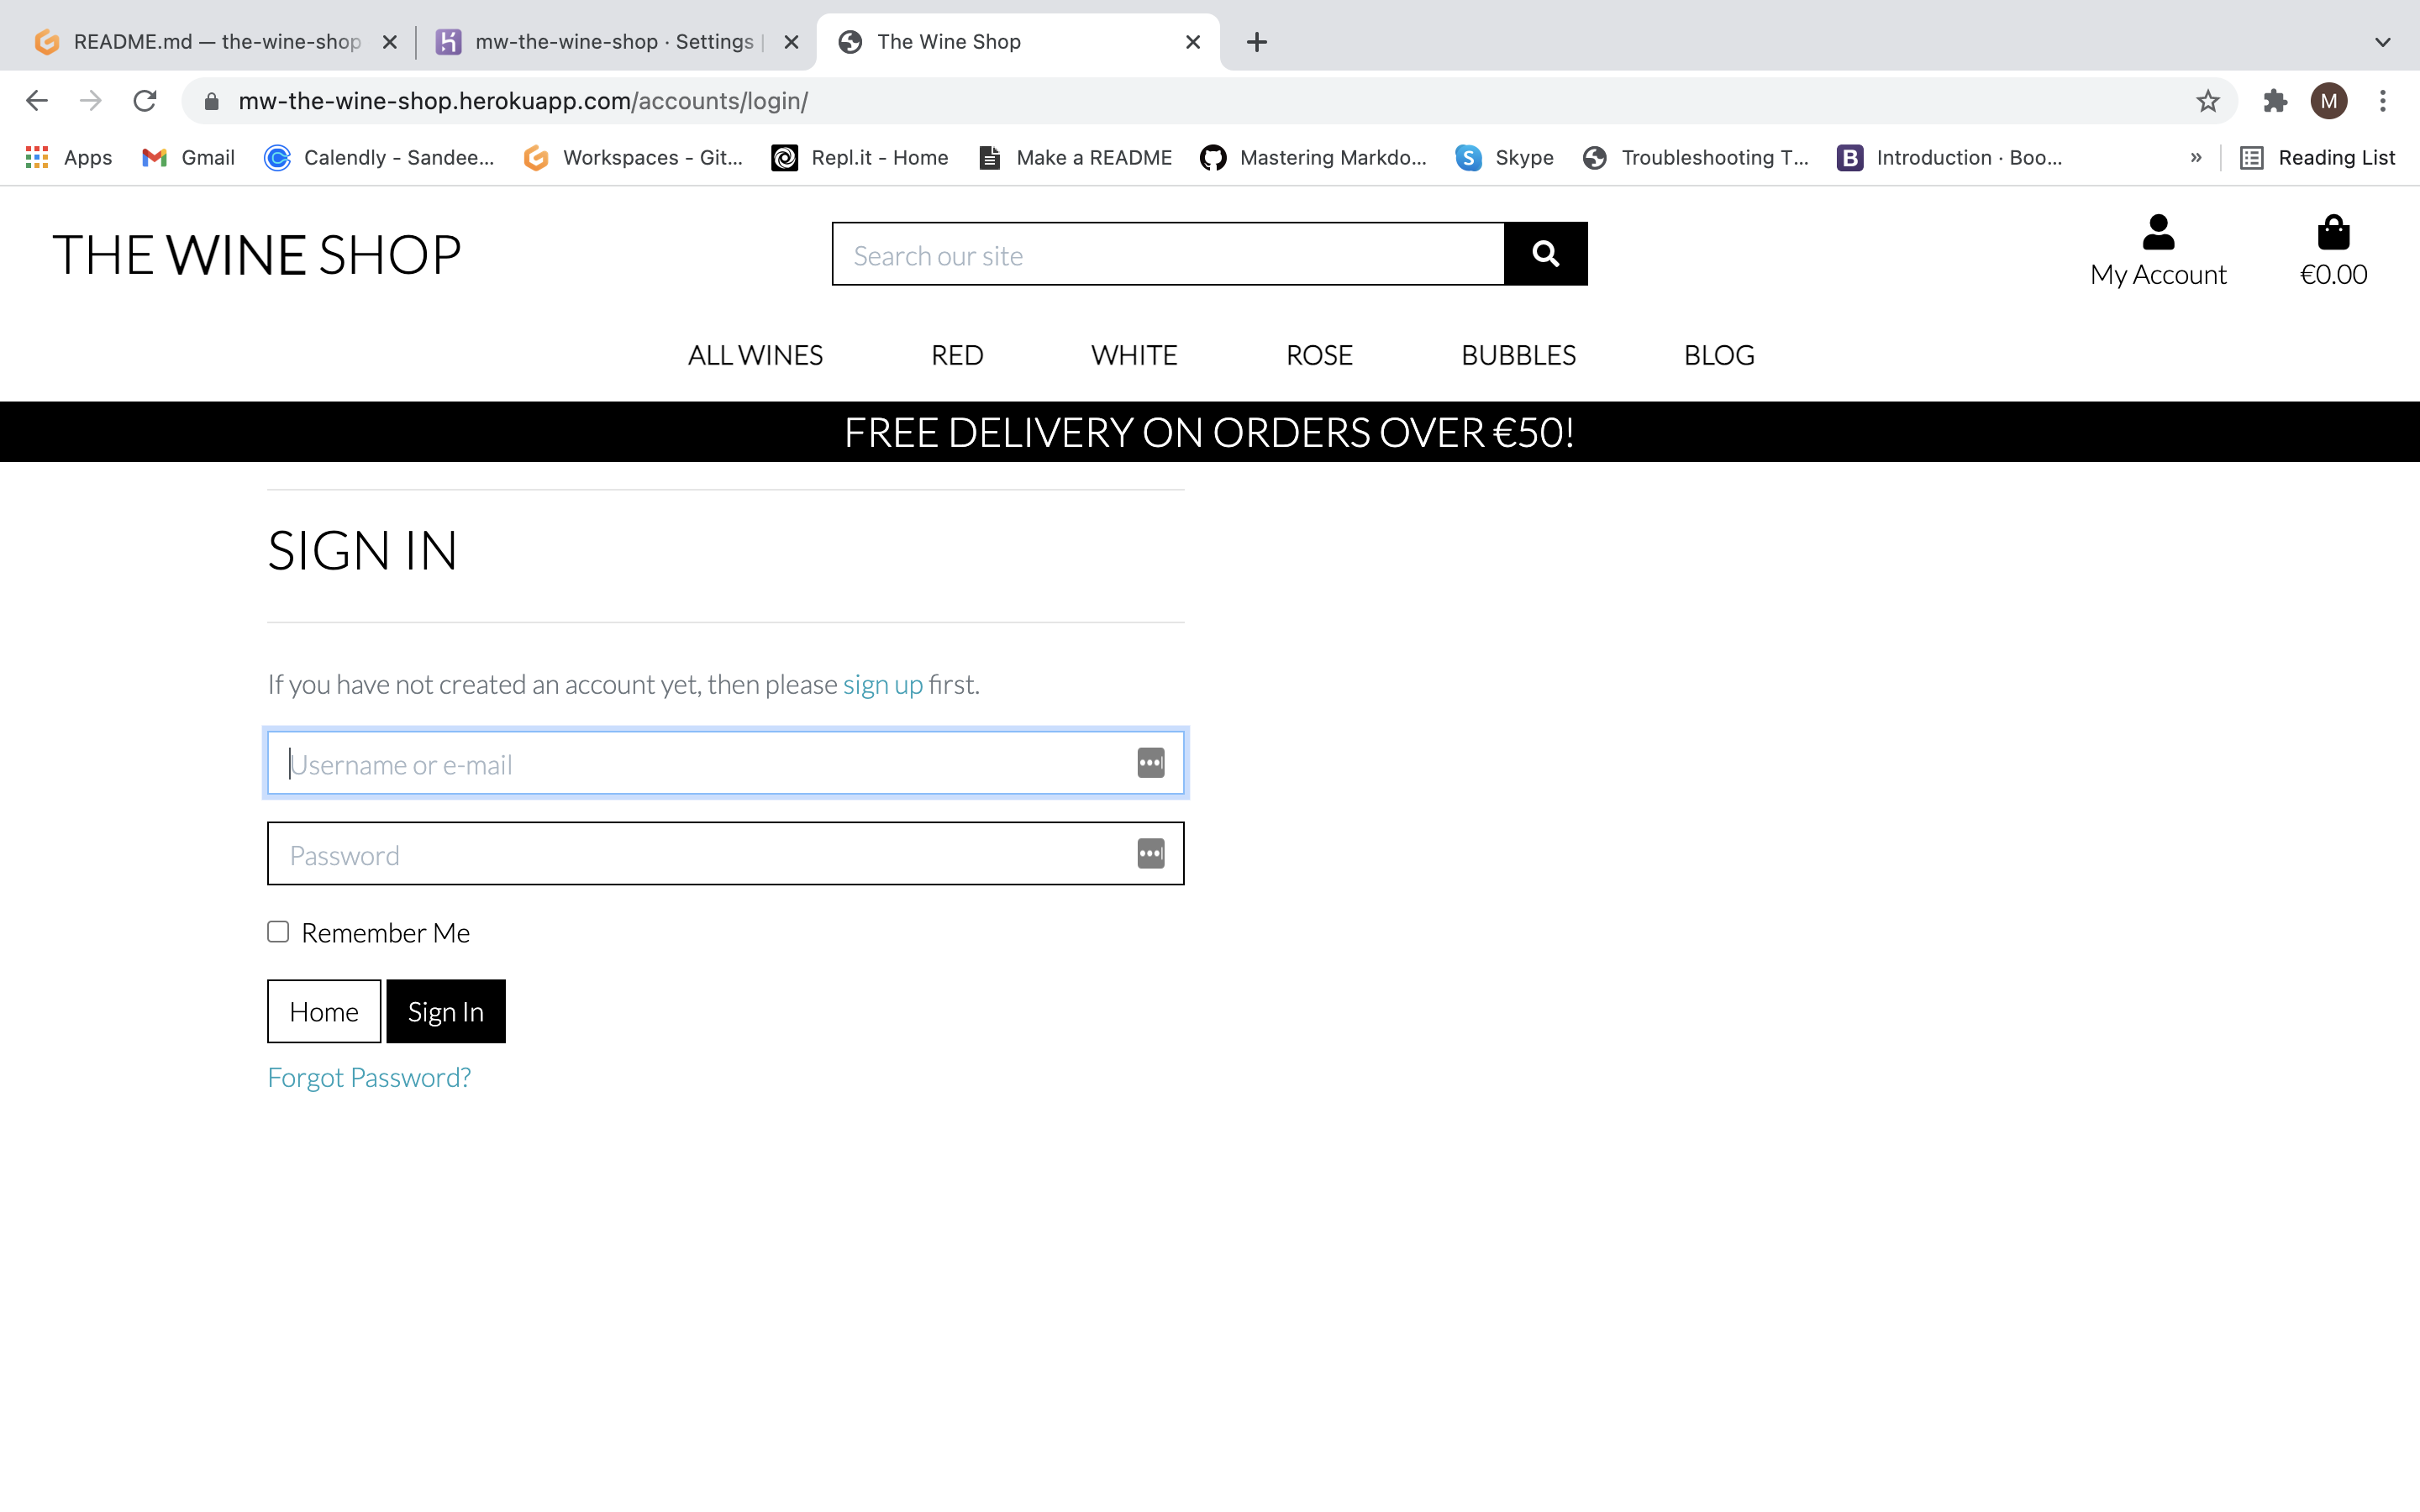 README.md — the-wine-shop
mw-the-wine-shop · Settings |
The Wine Shop
mw-the-wine-shop.herokuapp.com/accounts/login/
M
Apps
Gmail
Calendly - Sandee...
Workspaces - Git...
Repl.it - Home
Make a README
Mastering Markdo...
Skype
Troubleshooting T...
B
Introduction · Boo...
»
Reading List
THE WINE SHOP
Search our site
My Account
€0.00
ALL WINES
RED
WHITE
ROSE
BUBBLES
BLOG
FREE DELIVERY ON ORDERS OVER €50!
SIGN IN
If you have not created an account yet, then please sign up first.
Username or e-mail
Password
Remember Me
Home
Sign In
Forgot Password?